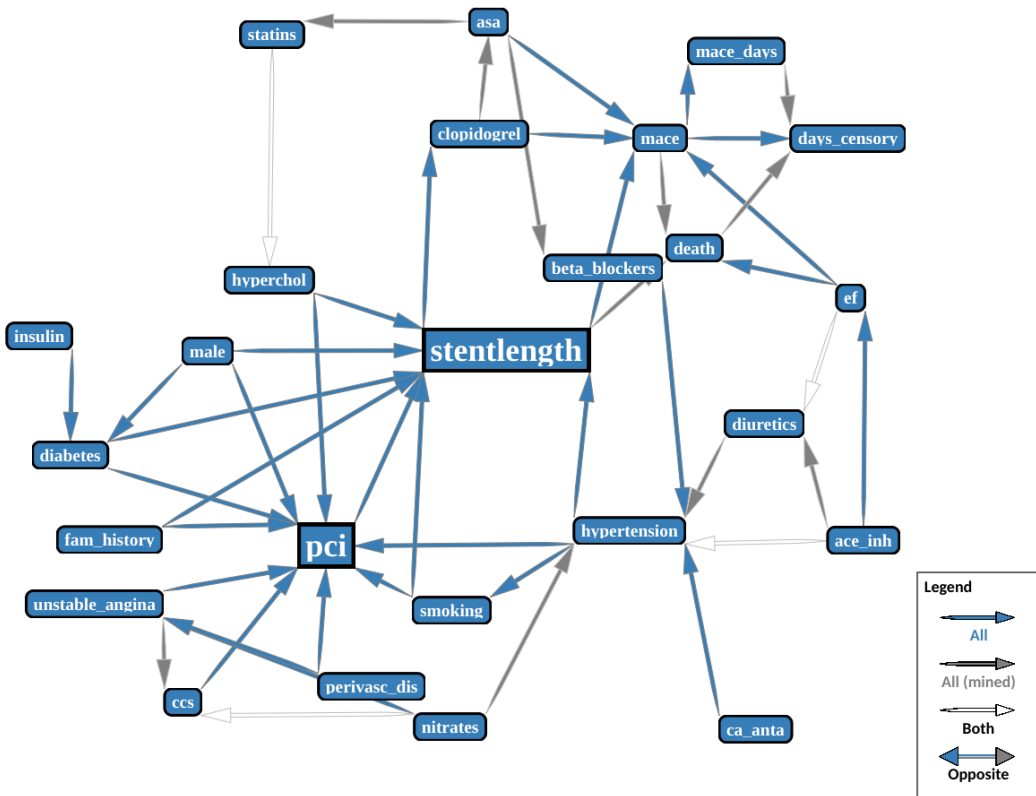 asa
statins
mace_days
clopidogrel
mace
days_censory
death
beta_blockers
hyperchol
ef
insulin
male
stentlength
diuretics
diabetes
hypertension
fam_history
pci
ace_inh
unstable_angina
smoking
perivasc_dis
ccs
nitrates
ca_anta
Legend
All
All (mined)
Both
Opposite